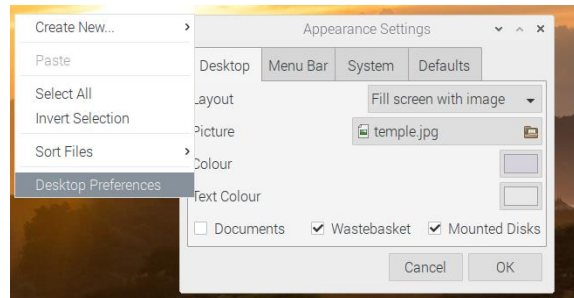 Create New...
Paste
Select All
Invert Selection
Sort Files
Desktop Preferences
Appearance Settings
Desktop
Menu Bar
System
Defaults
Layout
Fill screen with image
Picture
temple.jpg
Colour
Text Colour
Documents
Wastebasket
Mounted Disks
Cancel
OK